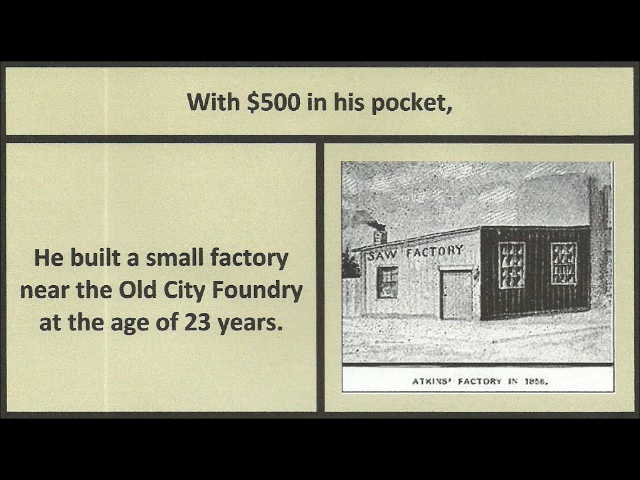 With $500 in his pocket,
He built a small factory
near the Old City Foundry
at the age of 23 years.
SAW FACTORY
ATKINS' FACTORY IN 1856.